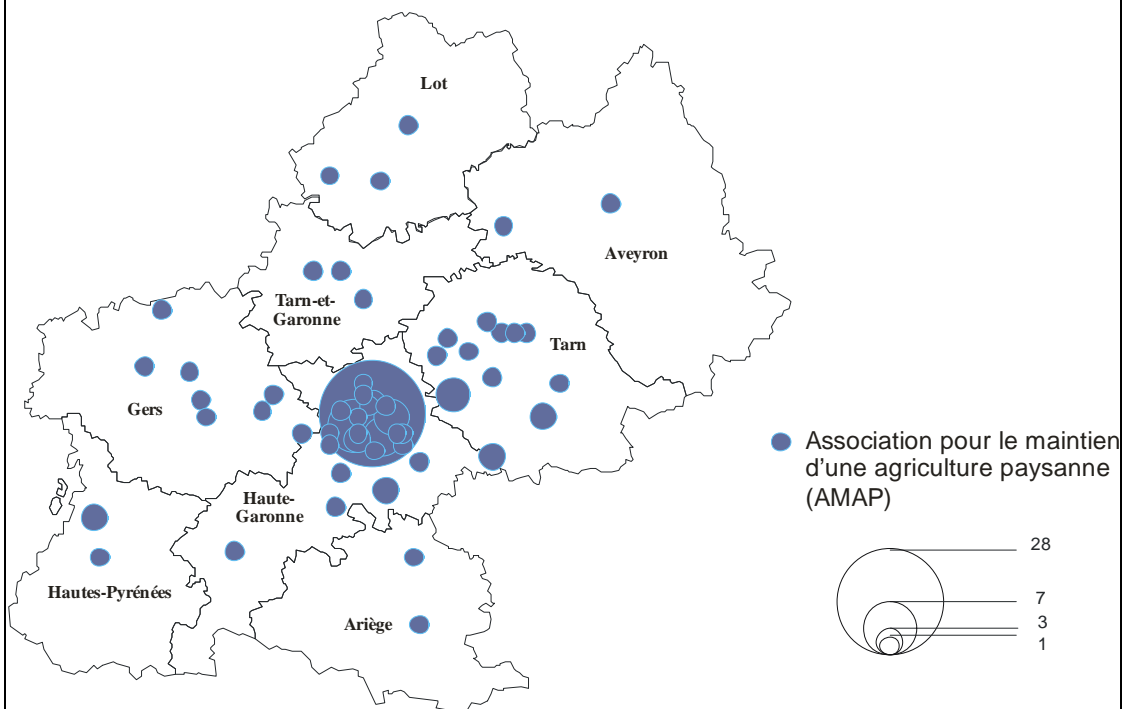 Lot
Aveyron
Tarn-et-
Garonne
Tarn
Gers
Haute-
Garonne
Hautes-Pyrénées
Ariège
Association pour le maintien
d'une agriculture paysanne
(AMAP)
28
7
3
1